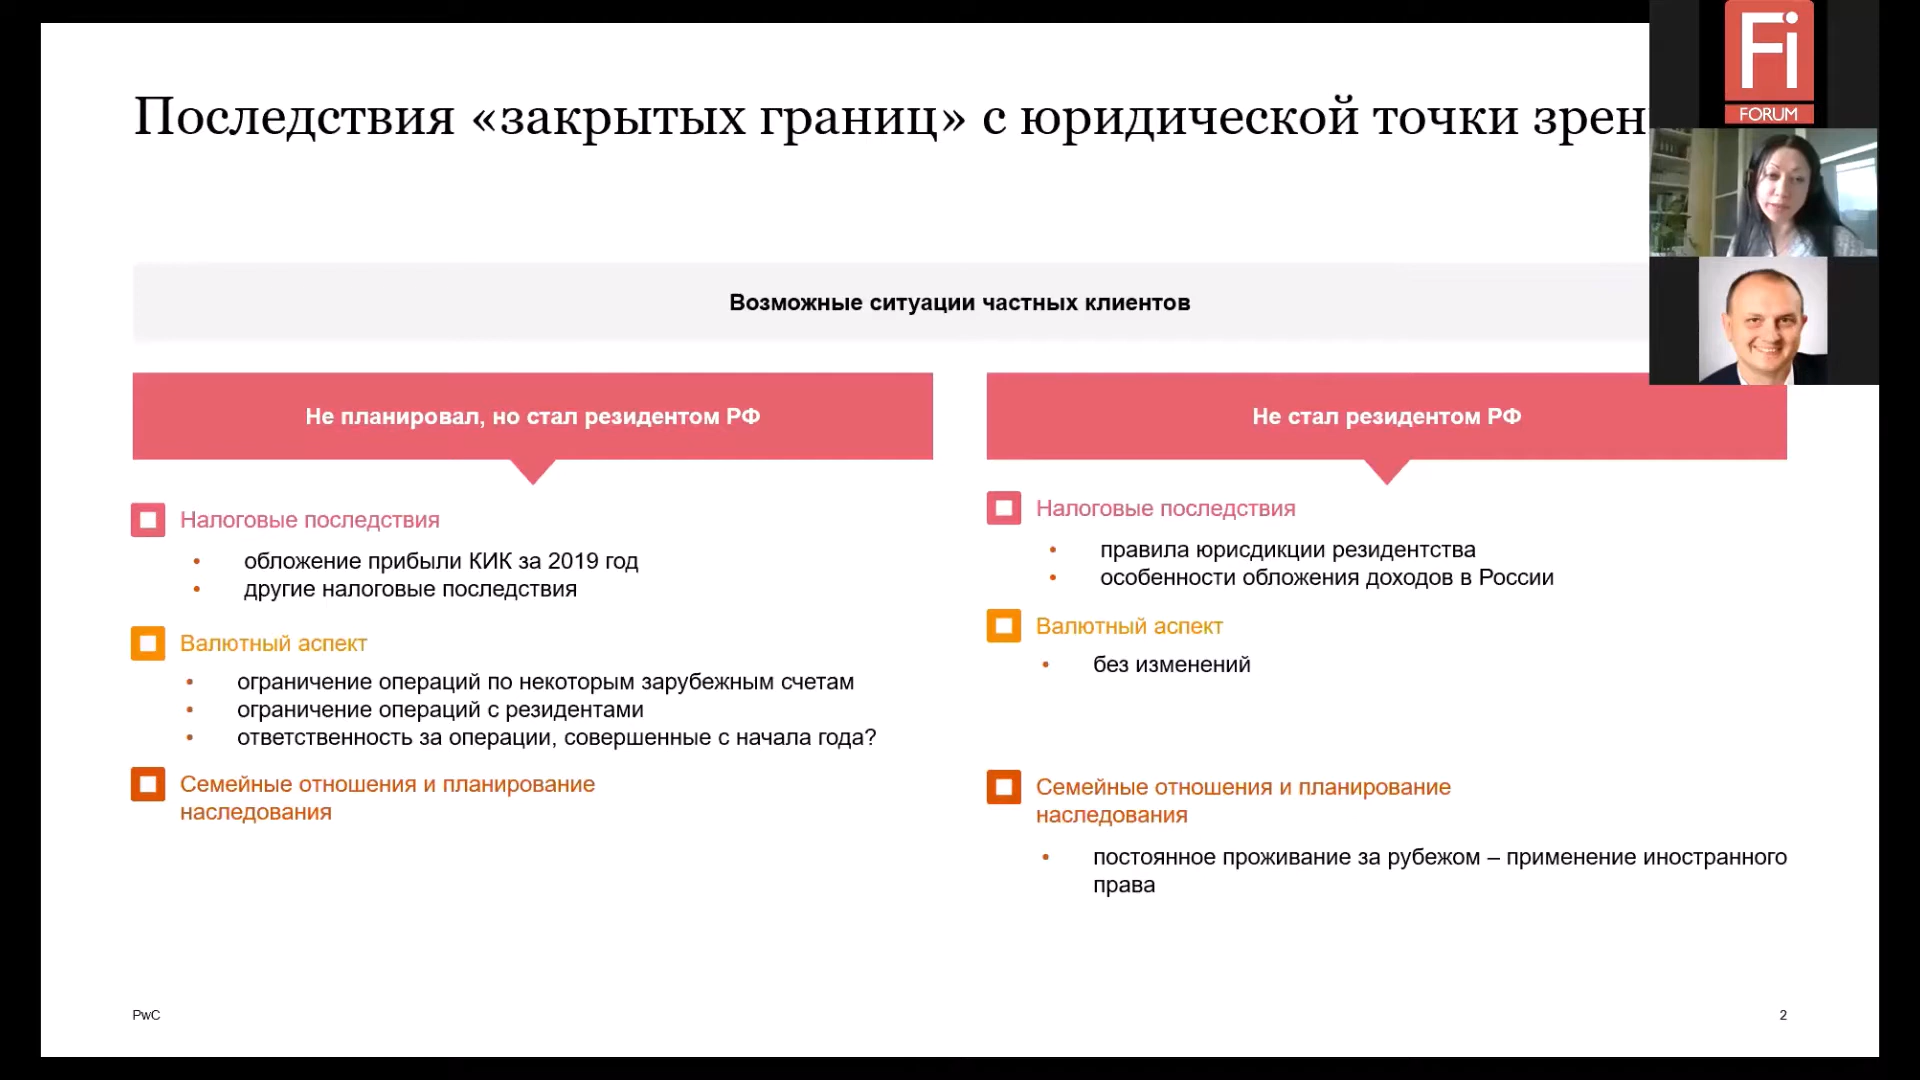 Последствия «закрытых границ» с юридической точки
Fi
FORUM
Возможные ситуации частных клиентов
Не планировал, но стал резидентом РФ
Налоговые последствия
• обложение прибыли КИК за 2019 год
• другие налоговые последствия
Валютный аспект
• ограничение операций по некоторым зарубежным счетам
• ограничение операций с резидентами
• ответственность за операции, совершенные с начала года?
Семейные отношения и планирование
наследования
Не стал резидентом РФ
Налоговые последствия
• правила юрисдикции резидентства
• особенности обложения доходов в России
Валютный аспект
• без изменений
Семейные отношения и планирование
наследования
• постоянное проживание за рубежом – применение иностранного
права
PwC
2